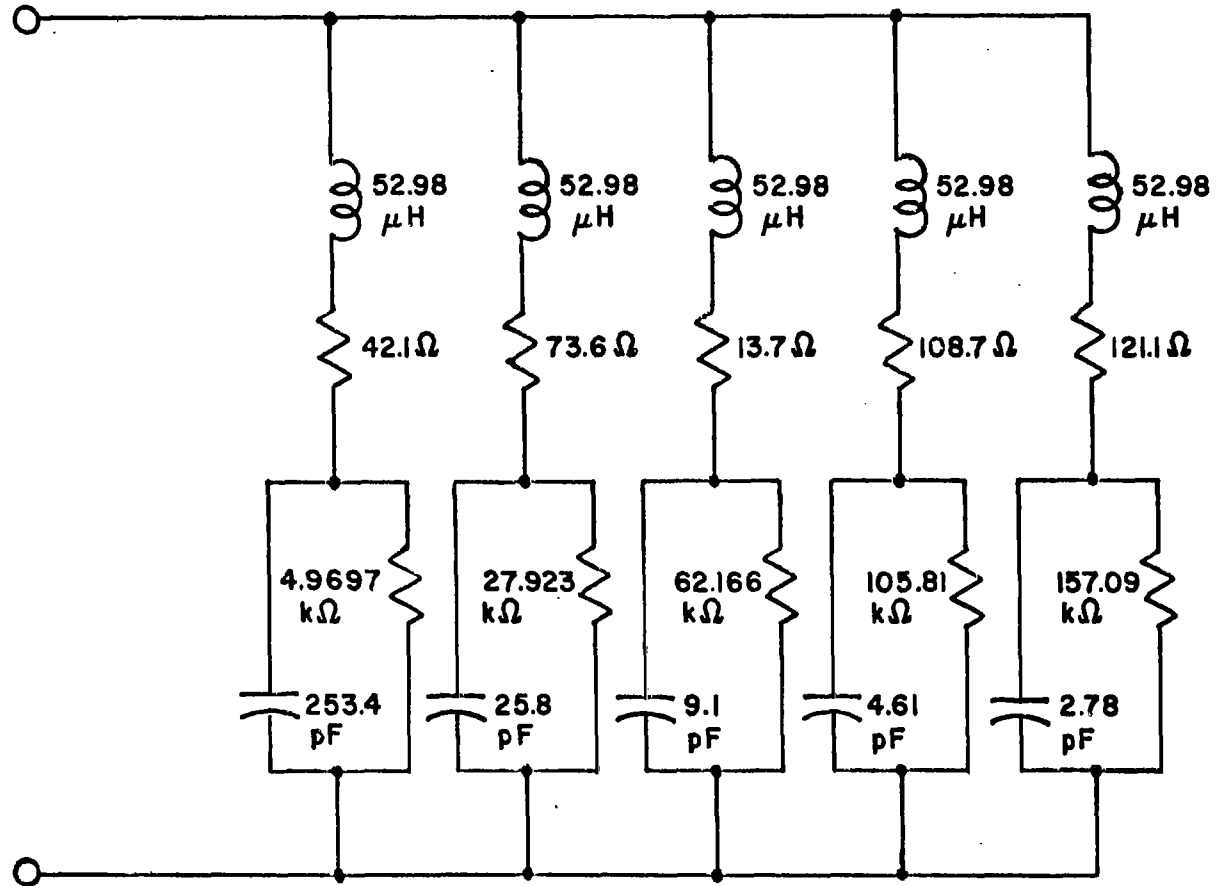 52.98
μH
52.98
μH
52.98
μH
52.98
μH
52.98
μH
42.1Ω
73.6Ω
13.7Ω
108.7Ω
121.1Ω
4.9697
kΩ
27.923
kΩ
62.166
kΩ
105.81
kΩ
157.09
kΩ
253.4
pF
25.8
pF
9.1
pF
4.61
pF
2.78
pF